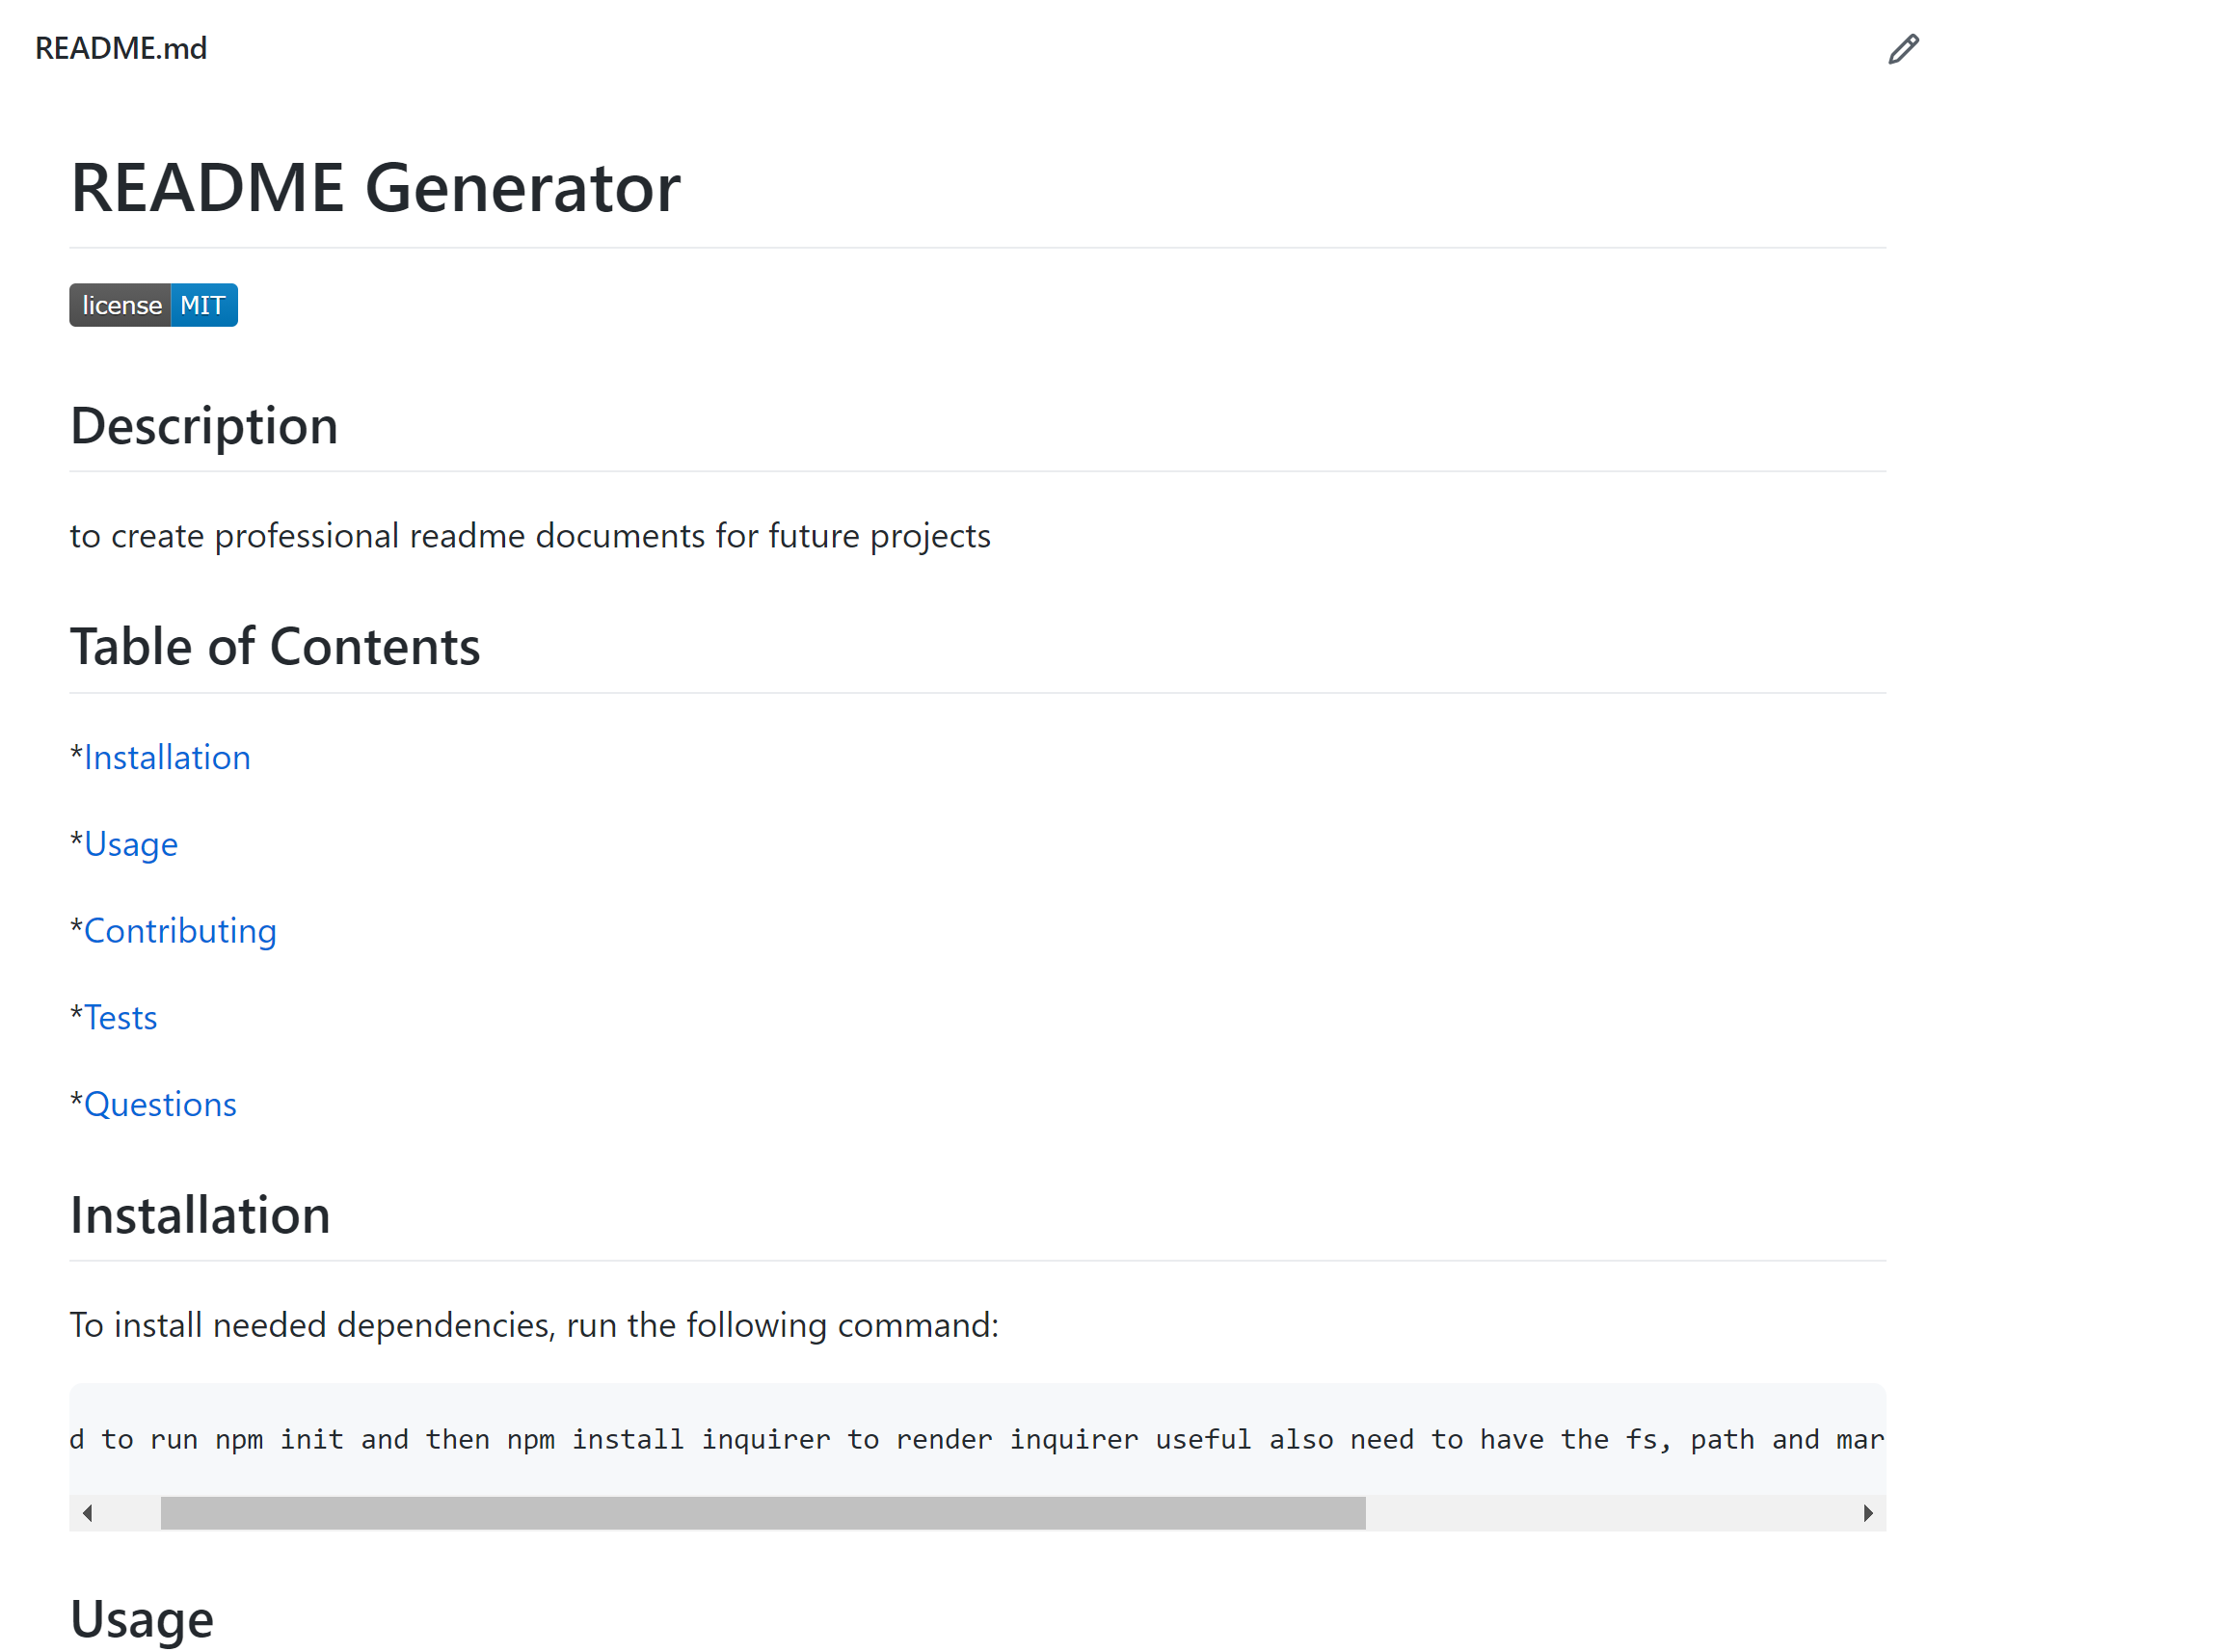 README.md
README Generator
license MIT
Description
to create professional readme documents for future projects
Table of Contents
*Installation
*Usage
*Contributing
*Tests
*Questions
Installation
To install needed dependencies, run the following command:
d to run npm init and then npm install inquirer to render inquirer useful also need to have the fs, path and mar
Usage